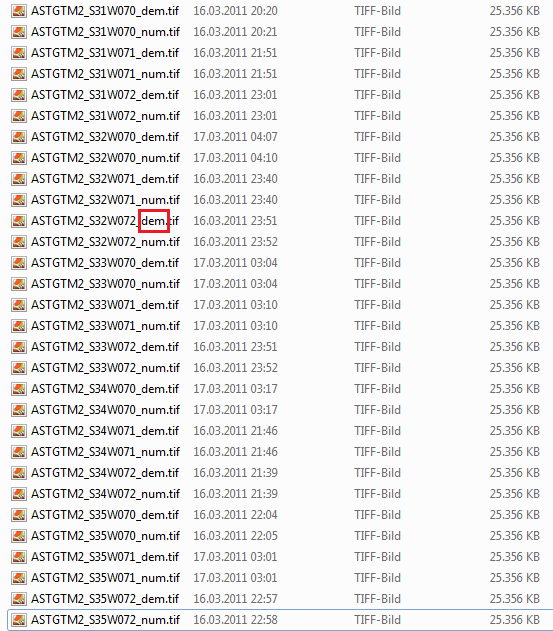 ASTGTM2_S31W070_dem.tif 16.03.2011 20:20 TIFF-Bild 25.356 KB
ASTGTM2_S31W070_num.tif 16.03.2011 20:21 TIFF-Bild 25.356 KB
ASTGTM2_S31W071_dem.tif 16.03.2011 21:51 TIFF-Bild 25.356 KB
ASTGTM2_S31W071_num.tif 16.03.2011 21:51 TIFF-Bild 25.356 KB
ASTGTM2_S31W072_dem.tif 16.03.2011 23:01 TIFF-Bild 25.356 KB
ASTGTM2_S31W072_num.tif 16.03.2011 23:01 TIFF-Bild 25.356 KB
ASTGTM2_S32W070_dem.tif 17.03.2011 04:07 TIFF-Bild 25.356 KB
ASTGTM2_S32W070_num.tif 17.03.2011 04:10 TIFF-Bild 25.356 KB
ASTGTM2_S32W071_dem.tif 16.03.2011 23:40 TIFF-Bild 25.356 KB
ASTGTM2_S32W071_num.tif 16.03.2011 23:40 TIFF-Bild 25.356 KB
ASTGTM2_S32W072_dem.tif 16.03.2011 23:51 TIFF-Bild 25.356 KB
ASTGTM2_S32W072_num.tif 16.03.2011 23:52 TIFF-Bild 25.356 KB
ASTGTM2_S33W070_dem.tif 17.03.2011 03:04 TIFF-Bild 25.356 KB
ASTGTM2_S33W070_num.tif 17.03.2011 03:04 TIFF-Bild 25.356 KB
ASTGTM2_S33W071_dem.tif 17.03.2011 03:10 TIFF-Bild 25.356 KB
ASTGTM2_S33W071_num.tif 17.03.2011 03:10 TIFF-Bild 25.356 KB
ASTGTM2_S33W072_dem.tif 16.03.2011 23:51 TIFF-Bild 25.356 KB
ASTGTM2_S33W072_num.tif 16.03.2011 23:52 TIFF-Bild 25.356 KB
ASTGTM2_S34W070_dem.tif 17.03.2011 03:17 TIFF-Bild 25.356 KB
ASTGTM2_S34W070_num.tif 17.03.2011 03:17 TIFF-Bild 25.356 KB
ASTGTM2_S34W071_dem.tif 16.03.2011 21:46 TIFF-Bild 25.356 KB
ASTGTM2_S34W071_num.tif 16.03.2011 21:46 TIFF-Bild 25.356 KB
ASTGTM2_S34W072_dem.tif 16.03.2011 21:39 TIFF-Bild 25.356 KB
ASTGTM2_S34W072_num.tif 16.03.2011 21:39 TIFF-Bild 25.356 KB
ASTGTM2_S35W070_dem.tif 16.03.2011 22:04 TIFF-Bild 25.356 KB
ASTGTM2_S35W070_num.tif 16.03.2011 22:05 TIFF-Bild 25.356 KB
ASTGTM2_S35W071_dem.tif 17.03.2011 03:01 TIFF-Bild 25.356 KB
ASTGTM2_S35W071_num.tif 17.03.2011 03:01 TIFF-Bild 25.356 KB
ASTGTM2_S35W072_dem.tif 16.03.2011 22:57 TIFF-Bild 25.356 KB
ASTGTM2_S35W072_num.tif 16.03.2011 22:58 TIFF-Bild 25.356 KB